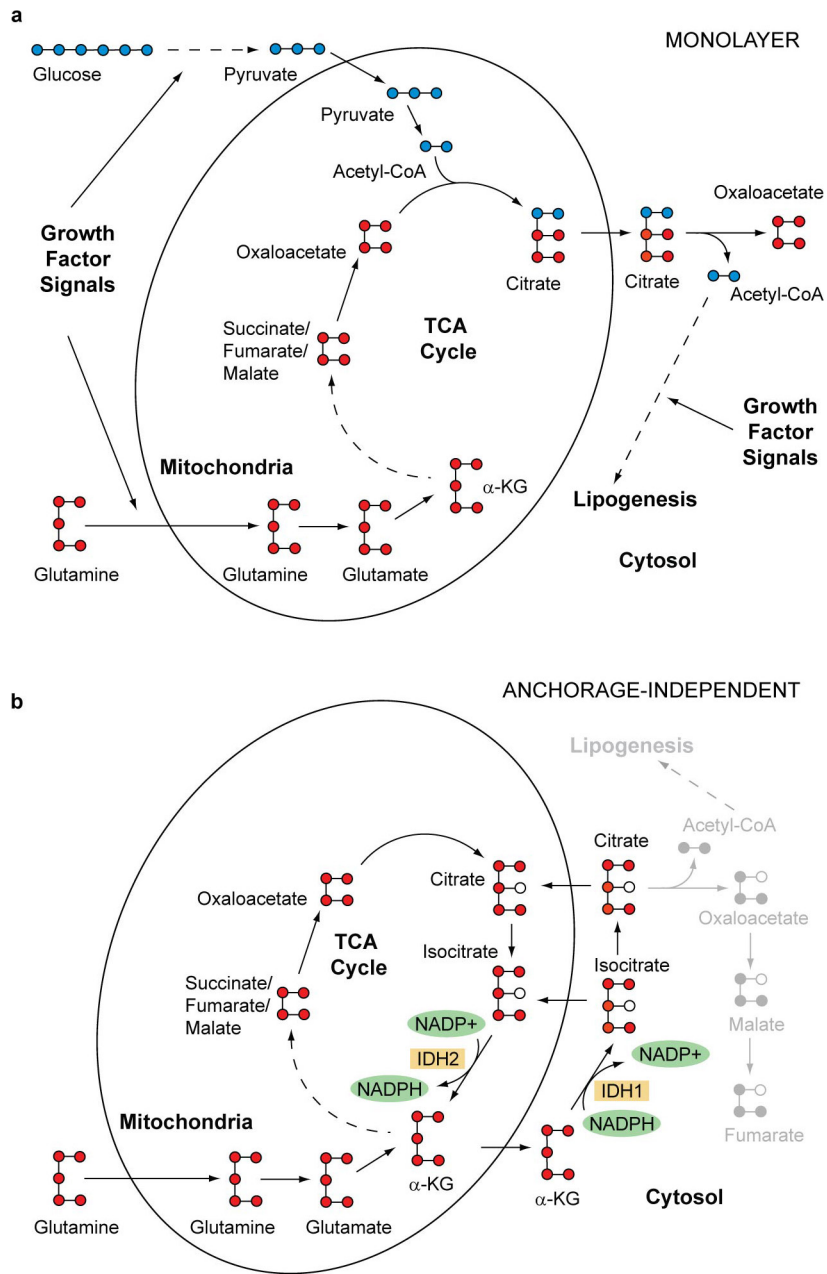 a
MONOLAYER
Glucose
Pyruvate
Pyruvate
Acetyl-CoA
Oxaloacetate
Growth
Factor
Signals
Oxaloacetate
Citrate
Citrate
Acetyl-CoA
Succinate/
Fumarate/
Malate
TCA
Cycle
Growth
Factor
Signals
Mitochondria
α-KG
Lipogenesis
Glutamine
Glutamine
Glutamate
Cytosol
b
ANCHORAGE-INDEPENDENT
Lipogenesis
Acetyl-CoA
Citrate
Citrate
Oxaloacetate
Oxaloacetate
TCA
Cycle
Isocitrate
Isocitrate
Succinate/
Fumarate/
Malate
NADP+
IDH2
NADPH
Malate
NADP+
IDH1
NADPH
Mitochondria
Fumarate
α-KG
α-KG
Cytosol
Glutamine
Glutamine
Glutamate